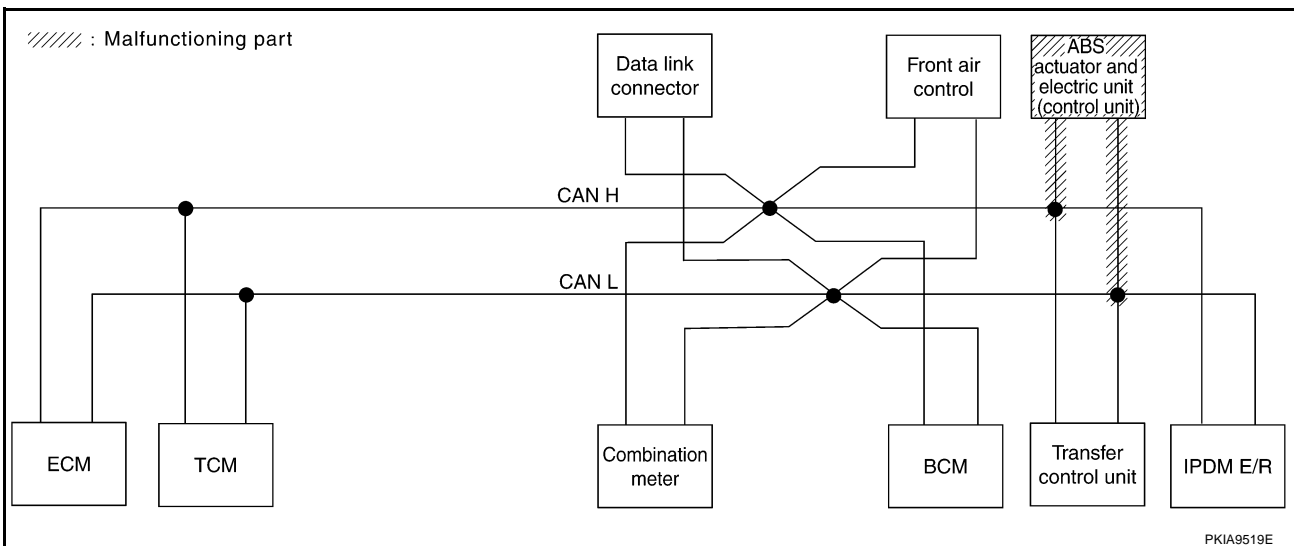 : Malfunctioning part
Data link
connector
Front air
control
ABS
actuator and
electric unit
(control unit)
CAN H
CAN L
ECM
TCM
Combination
meter
BCM
Transfer
control unit
IPDM E/R
PKIA9519E